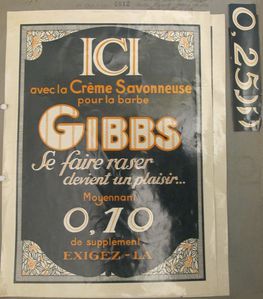 ICI
avec la Crème Savonneuse
pour la barbe
GIBBS
Se faire raser
devient un plaisir...
Moyennant
0,10
de supplément
EXIGEZ-LA
0,25